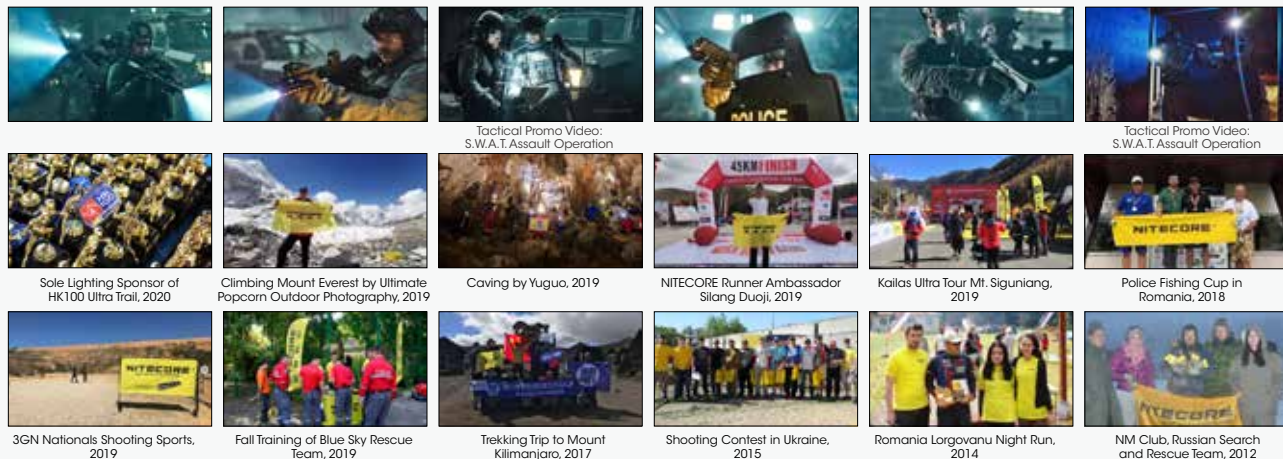 POLICE
Tactical Promo Video:
S.W.A.T. Assault Operation
Tactical Promo Video:
S.W.A.T. Assault Operation
45KM FINISH
NITECORE
Sole Lighting Sponsor of
HK100 Ultra Trail, 2020
Climbing Mount Everest by Ultimate
Popcorn Outdoor Photography, 2019
Caving by Yuguo, 2019
NITECORE Runner Ambassador
Silang Duoji, 2019
Kailas Ultra Tour Mt. Siguniang,
2019
Police Fishing Cup in
Romania, 2018
NITECORE
NITECORE
3GN Nationals Shooting Sports,
2019
Fall Training of Blue Sky Rescue
Team, 2019
Trekking Trip to Mount
Kilimanjaro, 2017
Shooting Contest in Ukraine,
2015
Romania Lorgovanu Night Run,
2014
NM Club, Russian Search
and Rescue Team, 2012